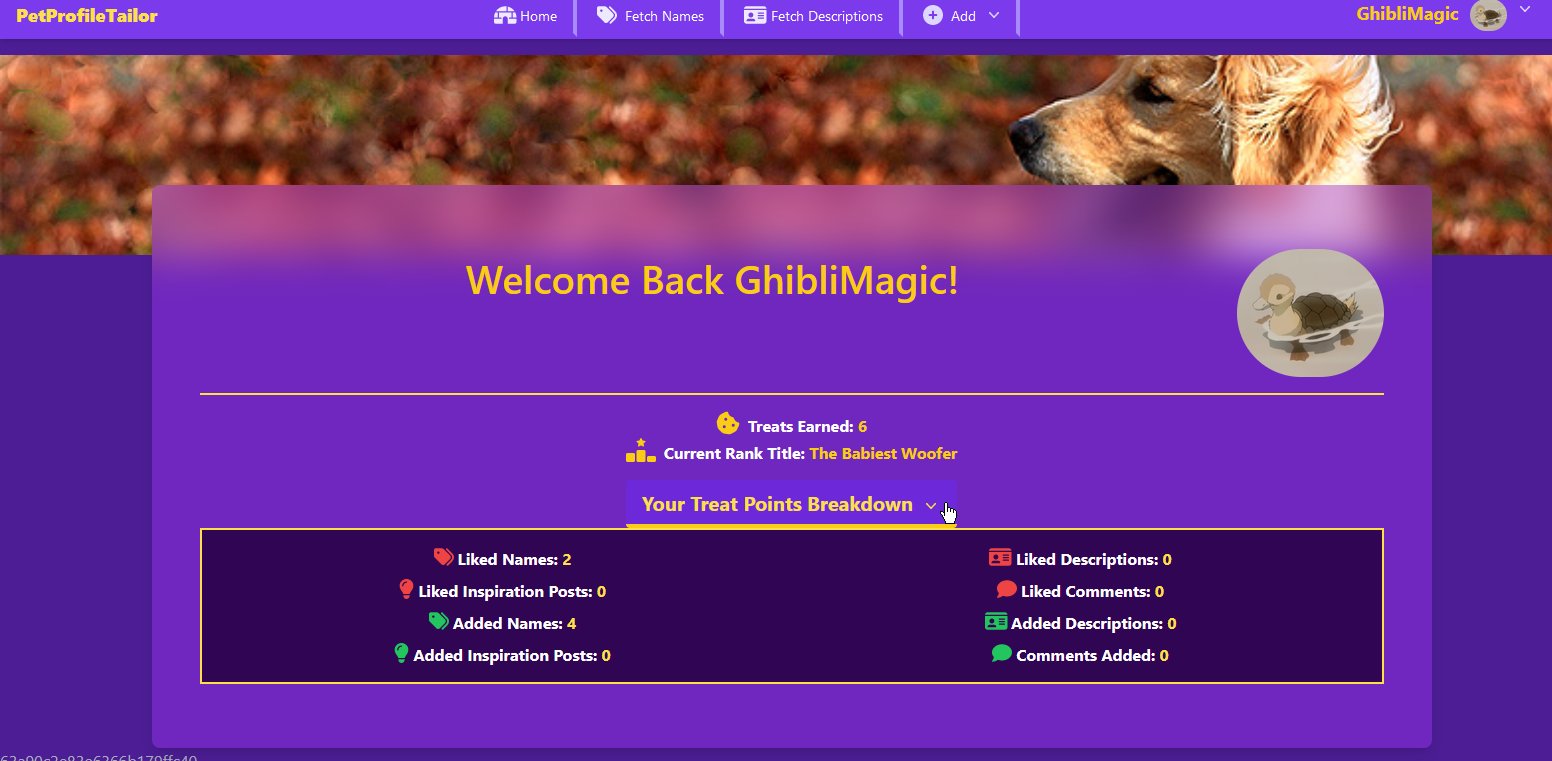 PetProfileTailor
Home
Fetch Names
Fetch Descriptions
Add
GhibliMagic
Welcome Back GhibliMagic!
Treats Earned: 6
Current Rank Title: The Babiest Woofer
Your Treat Points Breakdown
Liked Names: 2
Liked Descriptions: 0
Liked Inspiration Posts: 0
Liked Comments: 0
Added Names: 4
Added Descriptions: 0
Added Inspiration Posts: 0
Comments Added: 0